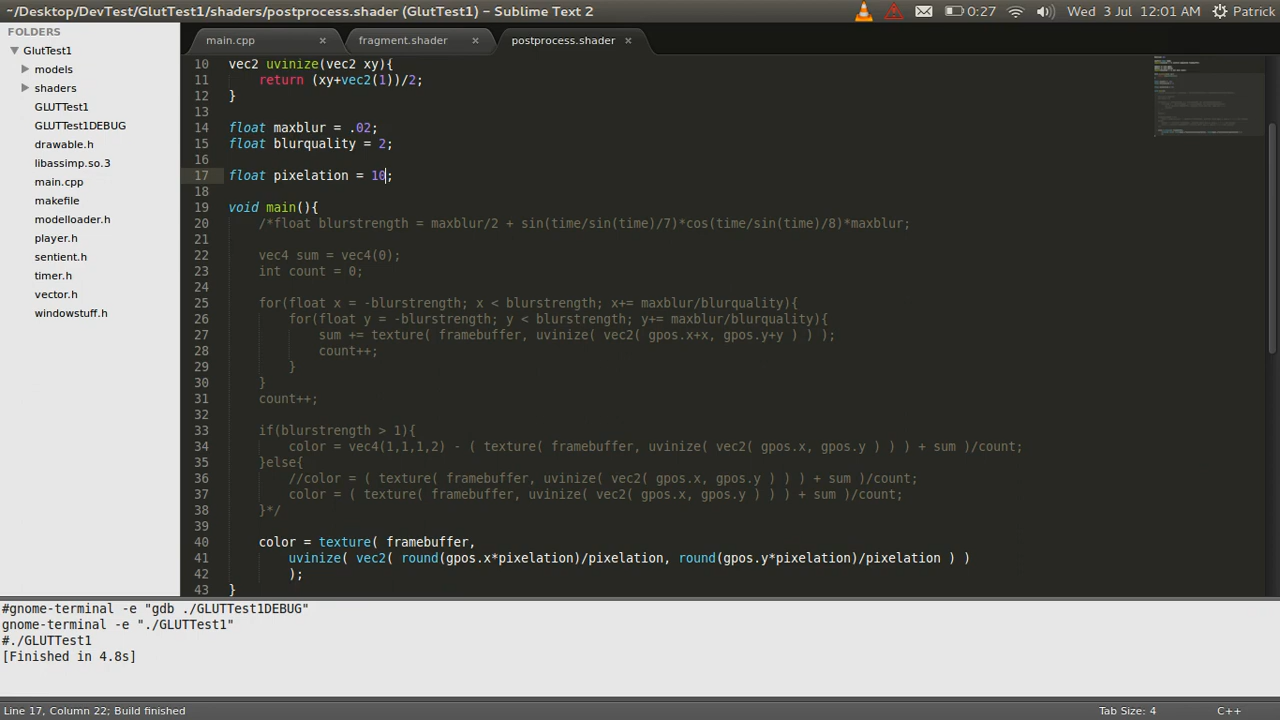 ~/Desktop/DevTest/GlutTest1/shaders/postprocess.shader (GlutTest1) - Sublime Text 2
0:27
Wed 3 Jul 12:01 AM
Patrick
FOLDERS
GlutTest1
models
shaders
GLUTTest1
GLUTTest1DEBUG
drawable.h
libassimp.so.3
main.cpp
makefile
modelloader.h
player.h
sentient.h
timer.h
vector.h
windowstuff.h
main.cpp ×
fragment.shader ×
postprocess.shader ×
10 vec2 uvinize(vec2 xy){
11     return (xy+vec2(1))/2;
12 }
13
14 float maxblur = .02;
15 float blurquality = 2;
16
17 float pixelation = 10;
18
19 void main(){
20     /*float blurstrength = maxblur/2 + sin(time/sin(time)/7)*cos(time/sin(time)/8)*maxblur;
21
22     vec4 sum = vec4(0);
23     int count = 0;
24
25     for(float x = -blurstrength; x < blurstrength; x+= maxblur/blurquality){
26         for(float y = -blurstrength; y < blurstrength; y+= maxblur/blurquality){
27             sum += texture( framebuffer, uvinize( vec2( gpos.x+x, gpos.y+y ) ) );
28             count++;
29         }
30     }
31     count++;
32
33     if(blurstrength > 1){
34         color = vec4(1,1,1,2) - ( texture( framebuffer, uvinize( vec2( gpos.x, gpos.y ) ) ) + sum )/count;
35     }else{
36         //color = ( texture( framebuffer, uvinize( vec2( gpos.x, gpos.y ) ) ) + sum )/count;
37         color = ( texture( framebuffer, uvinize( vec2( gpos.x, gpos.y ) ) ) + sum )/count;
38     }*/
39
40     color = texture( framebuffer,
41         uvinize( vec2( round(gpos.x*pixelation)/pixelation, round(gpos.y*pixelation)/pixelation ) )
42         );
43 }
#gnome-terminal -e "gdb ./GLUTTest1DEBUG"
gnome-terminal -e "./GLUTTest1"
#./GLUTTest1
[Finished in 4.8s]
Line 17, Column 22; Build finished
Tab Size: 4
C++